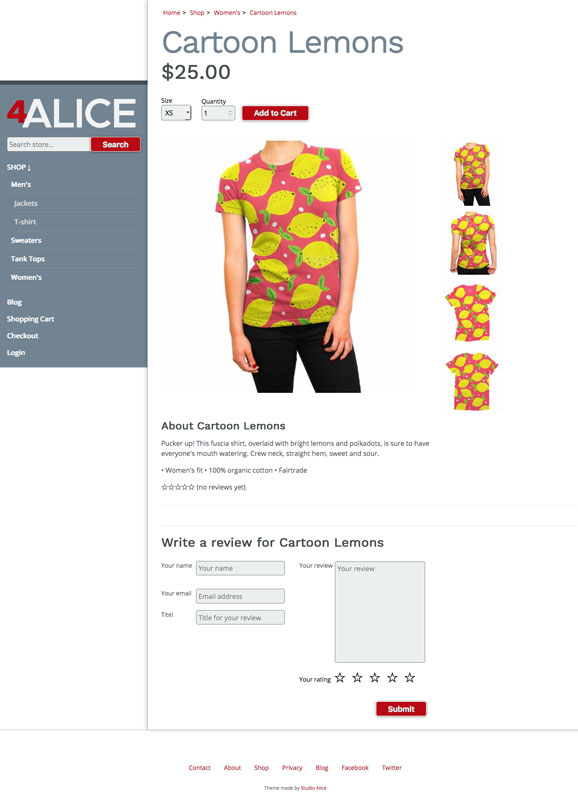 Home > Shop > Women's > Cartoon Lemons
Cartoon Lemons
$25.00
Size
Quantity
XS
1
Add to Cart
4ALICE
Search store...
Search
SHOP ↓
Men's
Jackets
T-shirt
Sweaters
Tank Tops
Women's
Blog
Shopping Cart
Checkout
Login
About Cartoon Lemons
Pucker up! This fuscia shirt, overlaid with bright lemons and polkadots, is sure to have
everyone's mouth watering. Crew neck, straight hem, sweet and sour.
• Women's fit • 100% organic cotton • Fairtrade
☆☆☆☆☆ (no reviews yet)
Write a review for Cartoon Lemons
Your name
Your name
Your email
Email address
Titel
Title for your review
Your review
Your review
Your rating ☆ ☆ ☆ ☆ ☆
Submit
Contact About Shop Privacy Blog Facebook Twitter
Theme made by Studio Alice